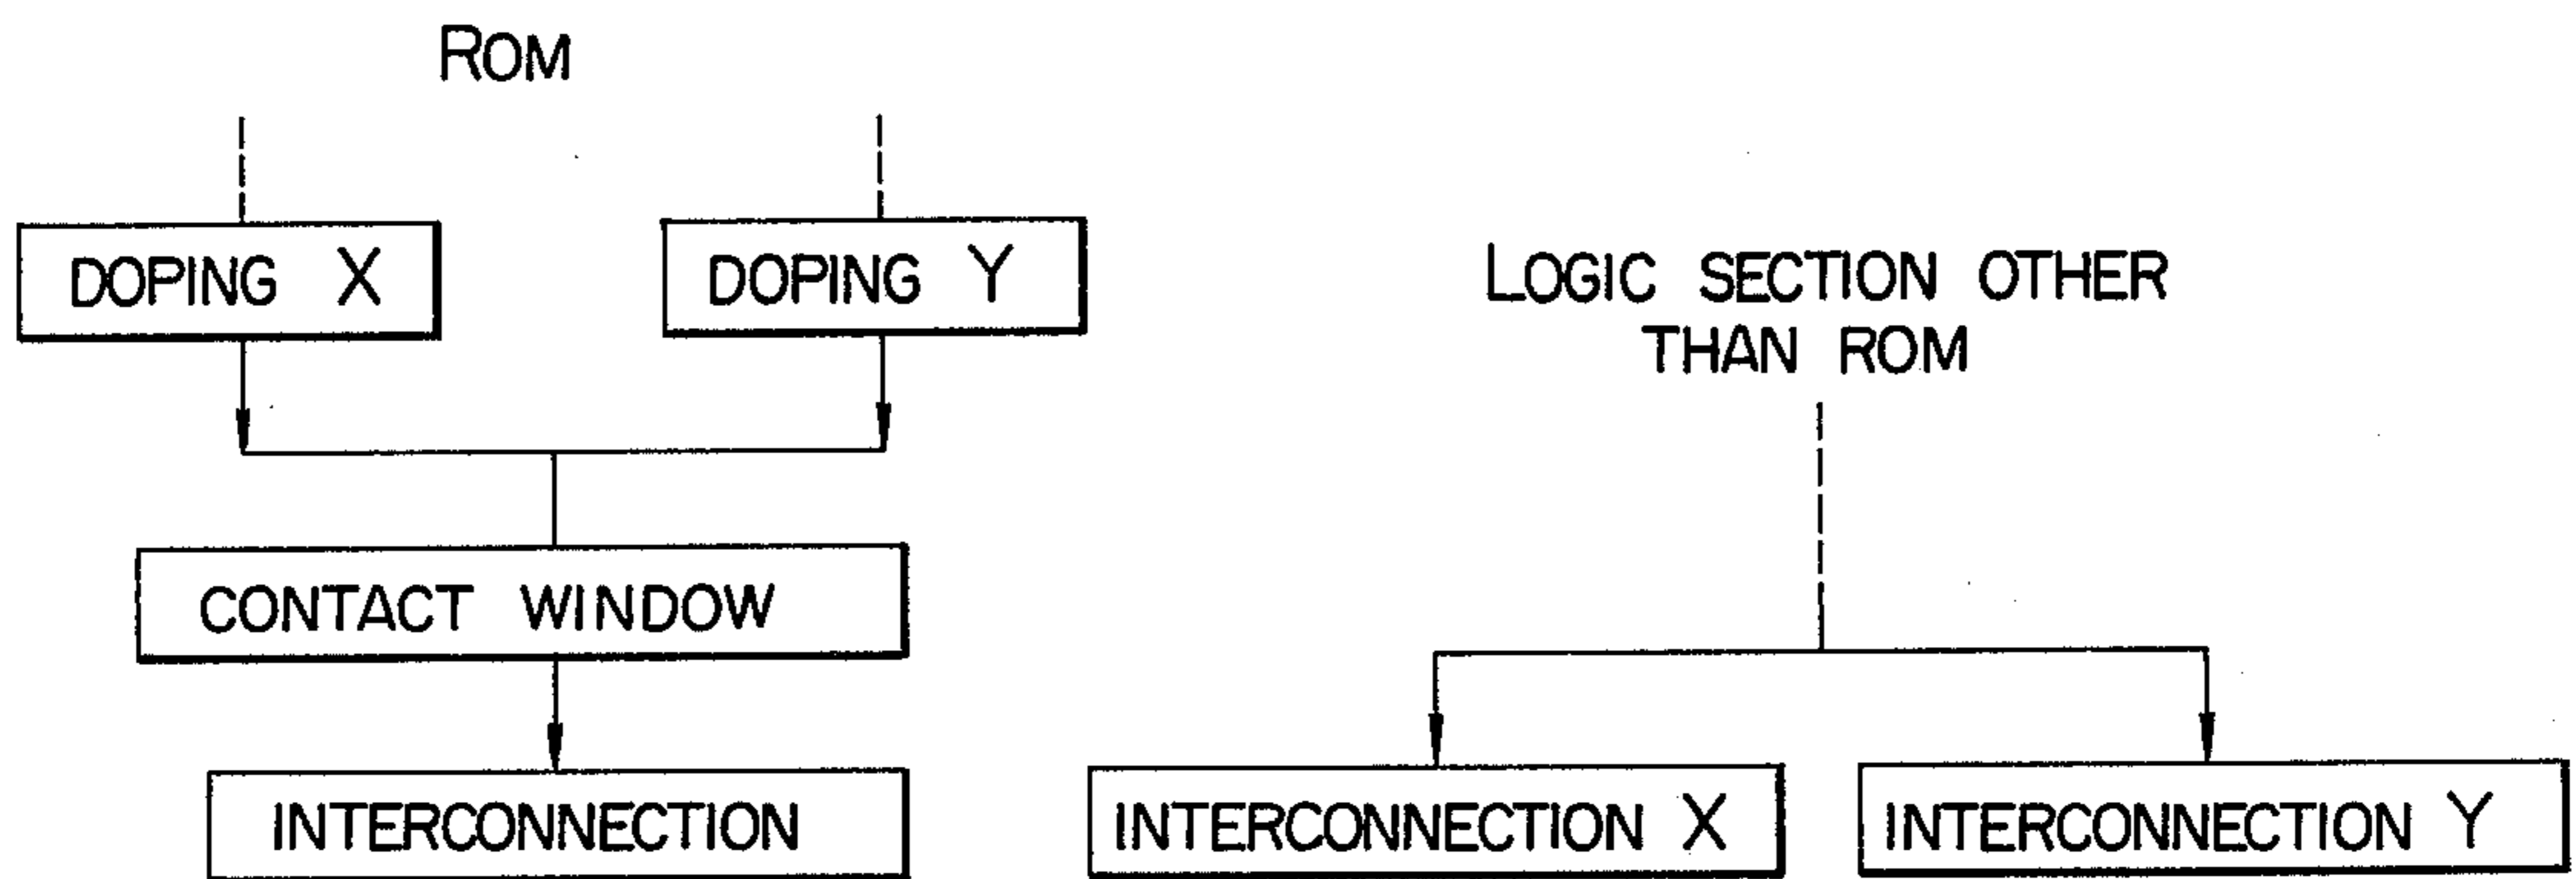 ROM
DOPING X
DOPING Y
LOGIC SECTION OTHER
THAN ROM
CONTACT WINDOW
INTERCONNECTION
INTERCONNECTION X
INTERCONNECTION Y